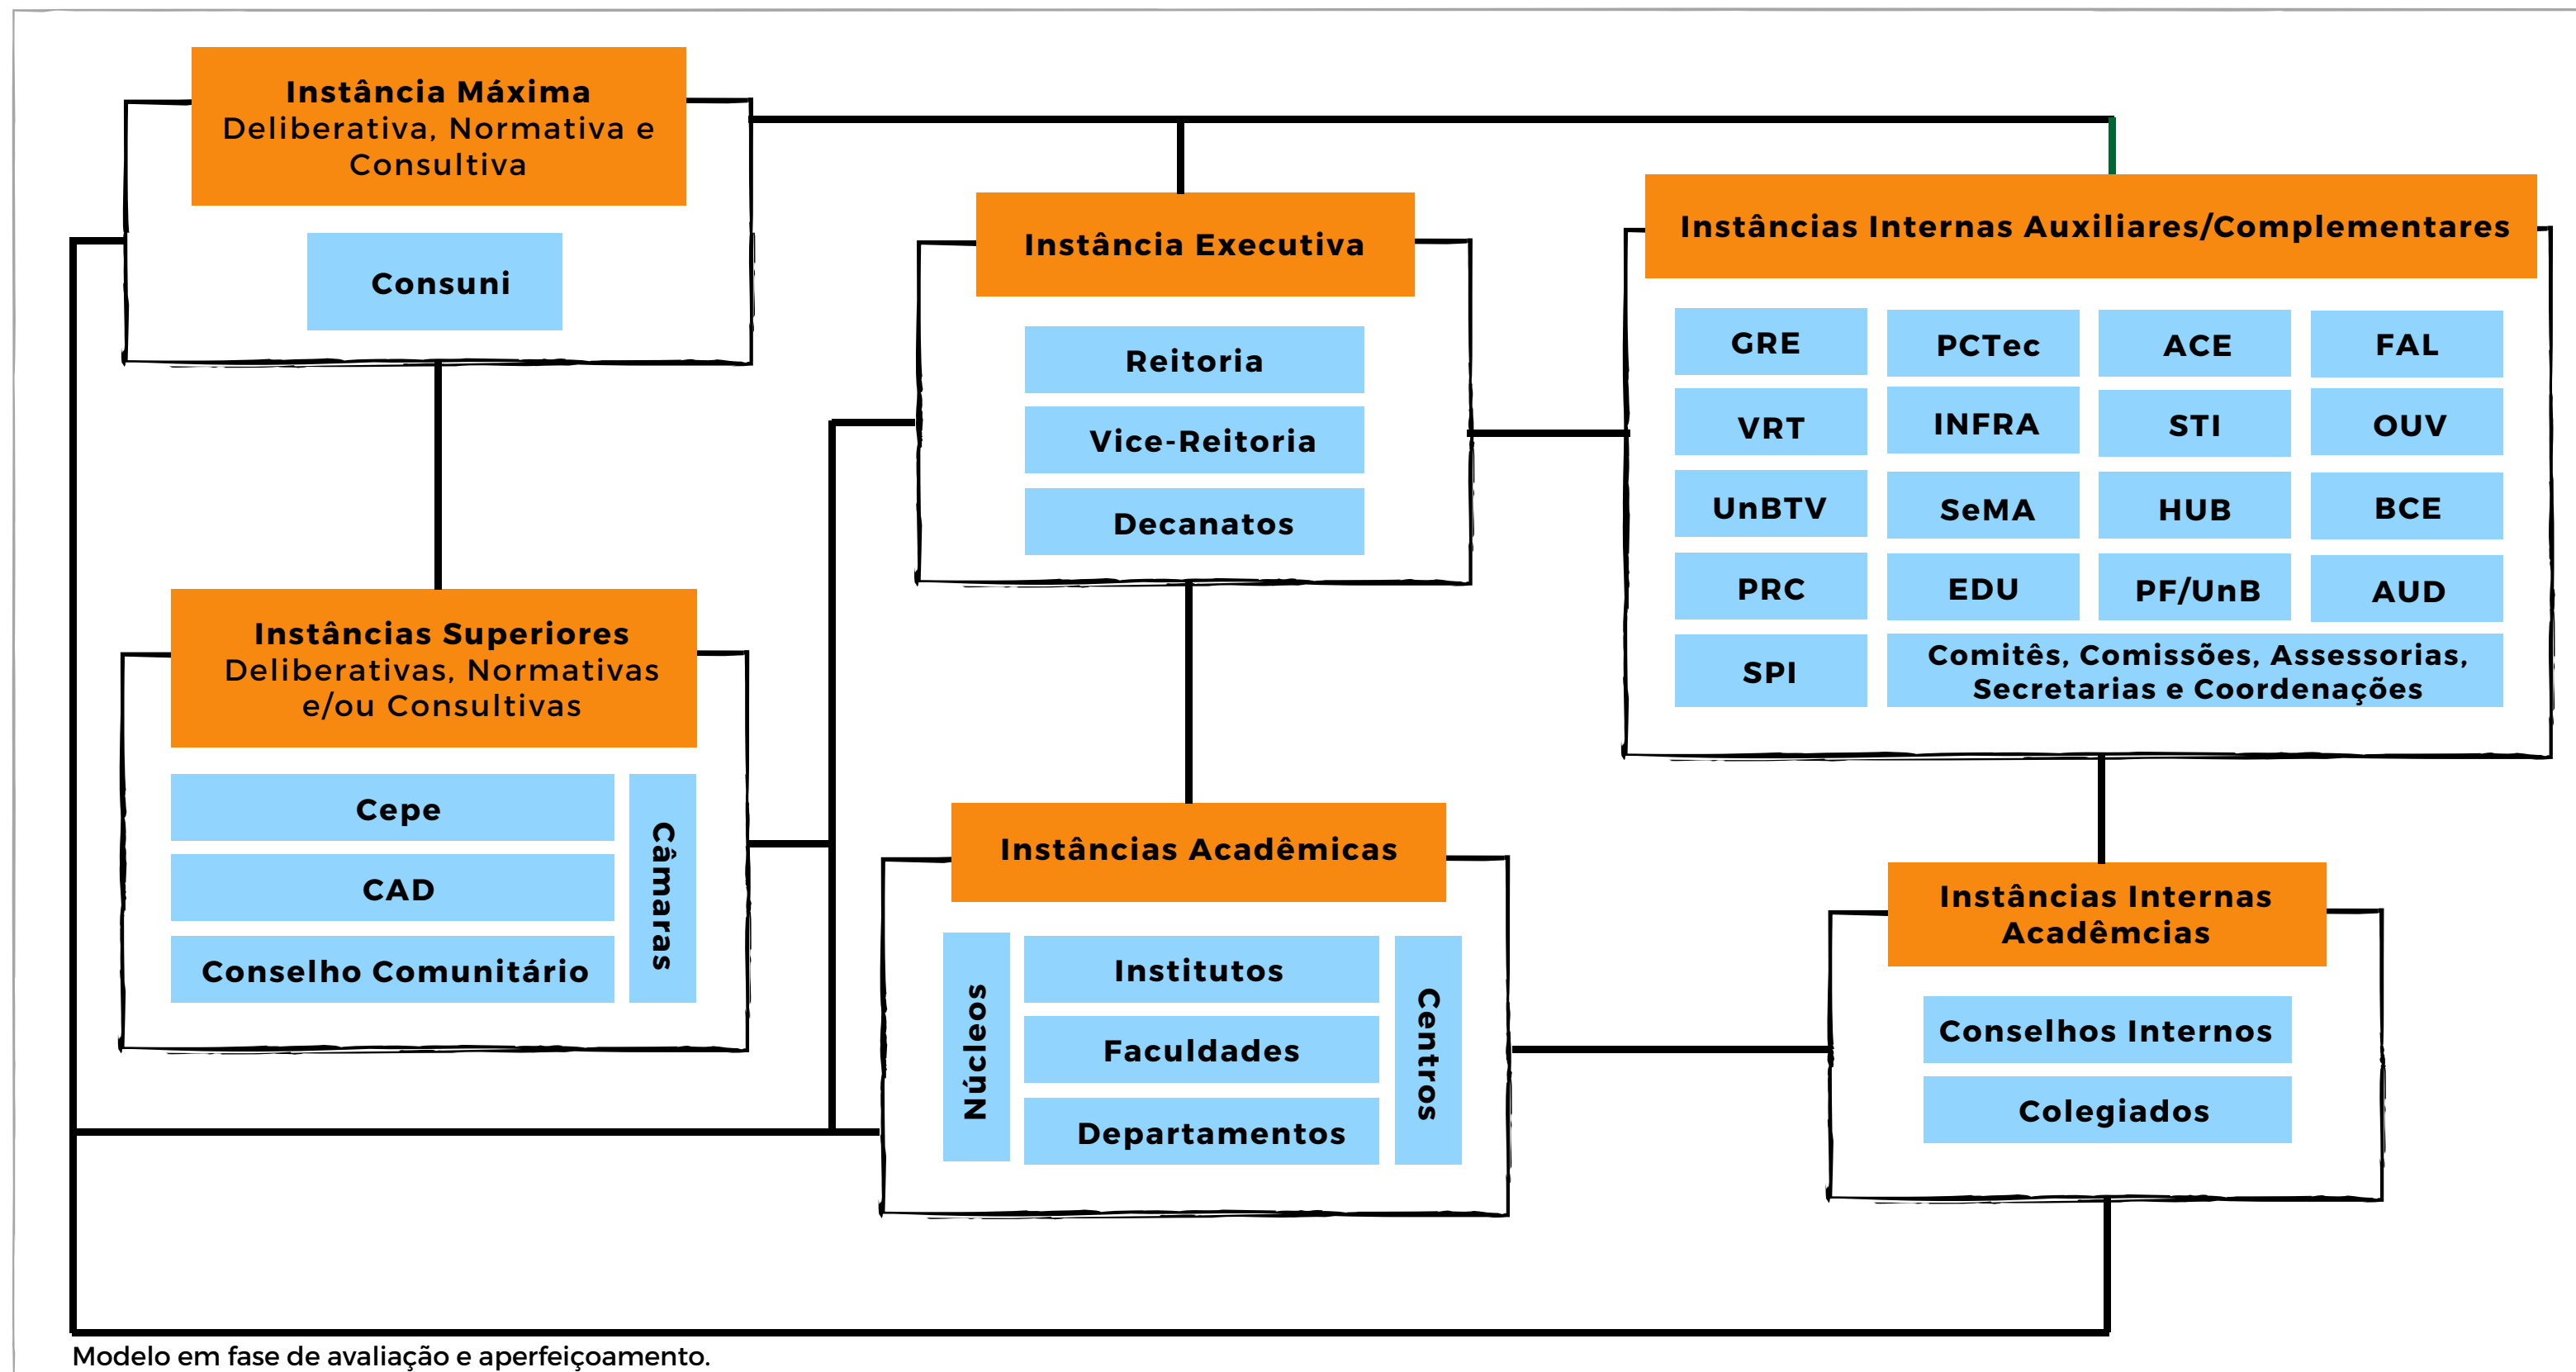 Instância Máxima
Deliberativa, Normativa e
Consultiva
Consuni
Instância Executiva
Reitoria
Vice-Reitoria
Decanatos
Instâncias Internas Auxiliares/Complementares
GRE
PCTec
ACE
FAL
VRT
INFRA
STI
OUV
UnBTV
SeMA
HUB
BCE
PRC
EDU
PF/UnB
AUD
SPI
Comitês, Comissões, Assessorias,
Secretarias e Coordenações
Instâncias Superiores
Deliberativas, Normativas
e/ou Consultivas
Cepe
CAD
Conselho Comunitário
Câmaras
Instâncias Acadêmicas
Núcleos
Institutos
Faculdades
Departamentos
Centros
Instâncias Internas
Acadêmcias
Conselhos Internos
Colegiados
Modelo em fase de avaliação e aperfeiçoamento.